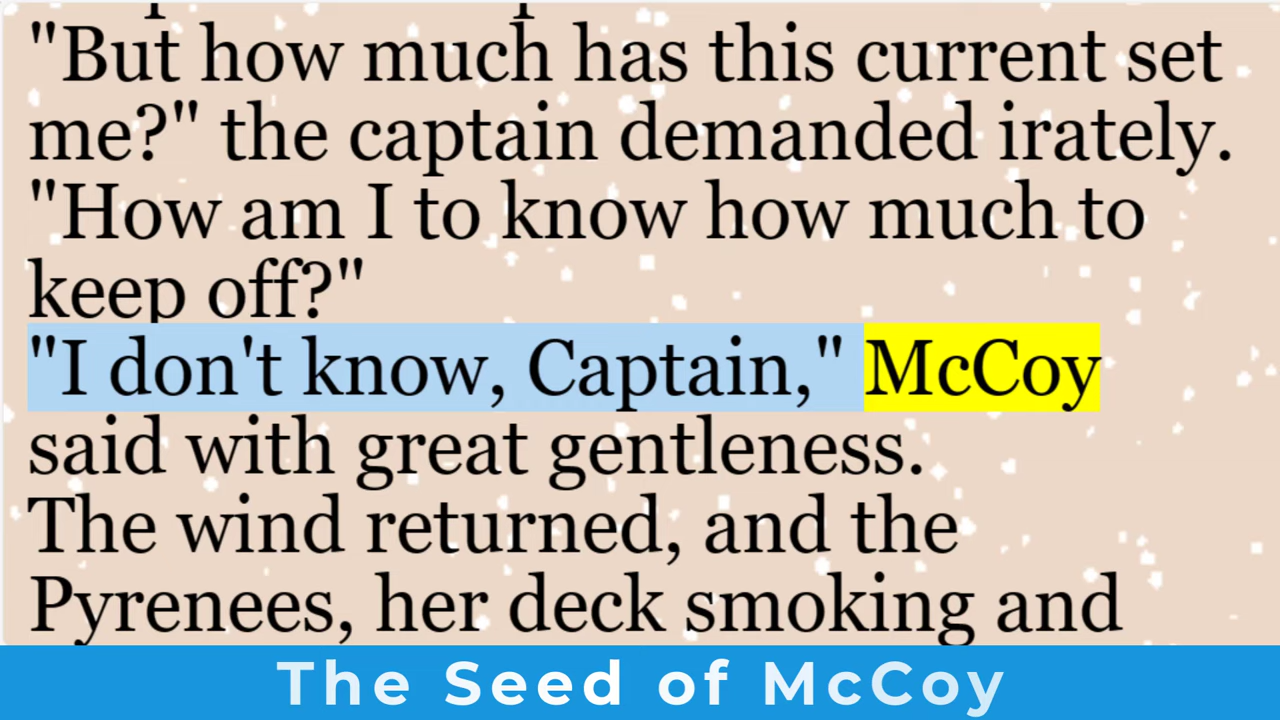 "But how much has this current set
me?" the captain demanded irately.
"How am I to know how much to
keep off?"
"I don't know, Captain," McCoy
said with great gentleness.
The wind returned, and the
Pyrenees, her deck smoking and
The Seed of McCoy